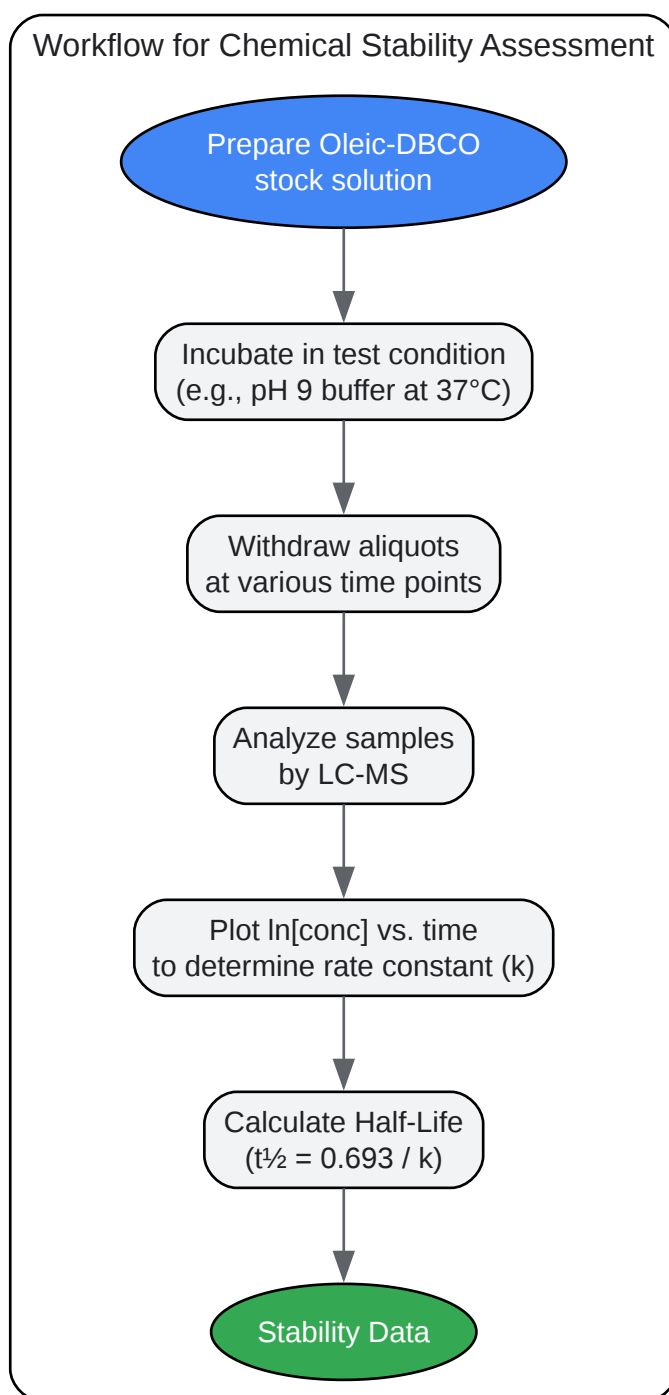 Workflow for Chemical Stability Assessment
Prepare Oleic-DBCO
stock solution
Incubate in test condition
(e.g., pH 9 buffer at 37°C)
Withdraw aliquots
at various time points
Analyze samples
by LC-MS
Plot ln[conc] vs. time
to determine rate constant (k)
Calculate Half-Life
(t½ = 0.693 / k)
Stability Data